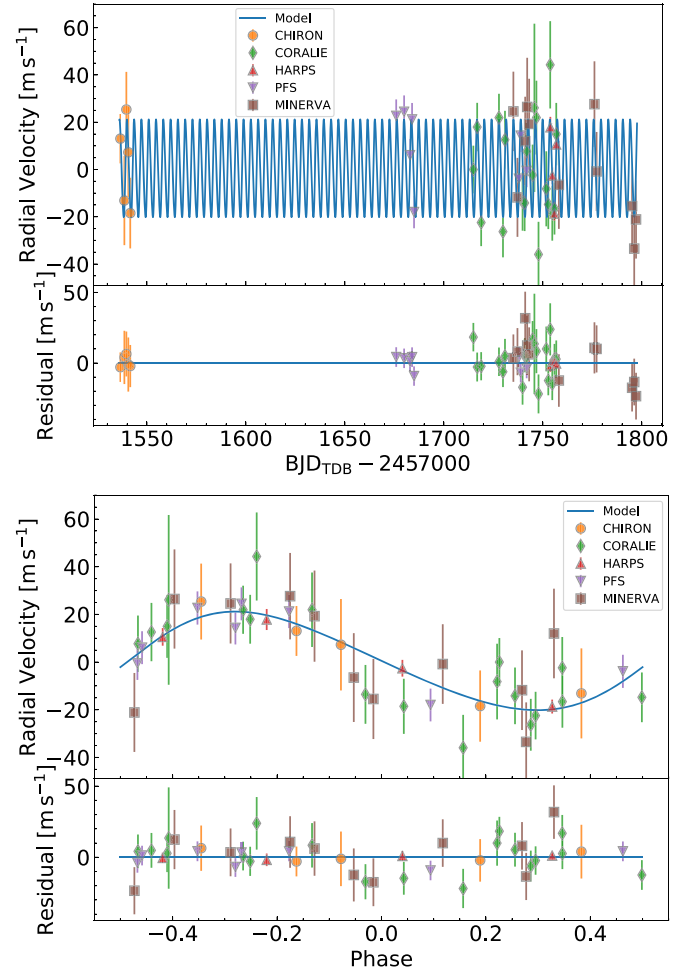 Model
CHIRON
CORALIE
HARPS
PFS
MINERVA
60
40
20
0
−20
−40
Radial Velocity [m s⁻¹]
50
0
Residual [m s⁻¹]
1550 1600 1650 1700 1750 1800
BJD_TDB − 2457000
Model
CHIRON
CORALIE
HARPS
PFS
MINERVA
60
40
20
0
−20
−40
Radial Velocity [m s⁻¹]
50
0
Residual [m s⁻¹]
−0.4 −0.2 0.0 0.2 0.4
Phase